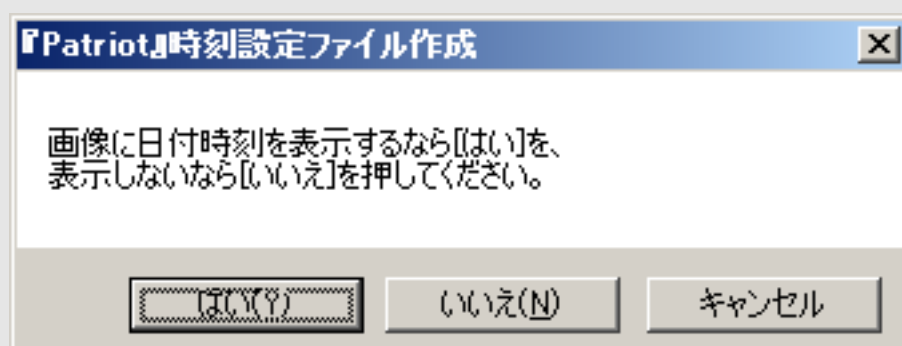 『Patriot』時刻設定ファイル作成
画像に日付時刻を表示するなら[はい]を、
表示しないなら[いいえ]を押してください。
はい(Y) いいえ(N) キャンセル